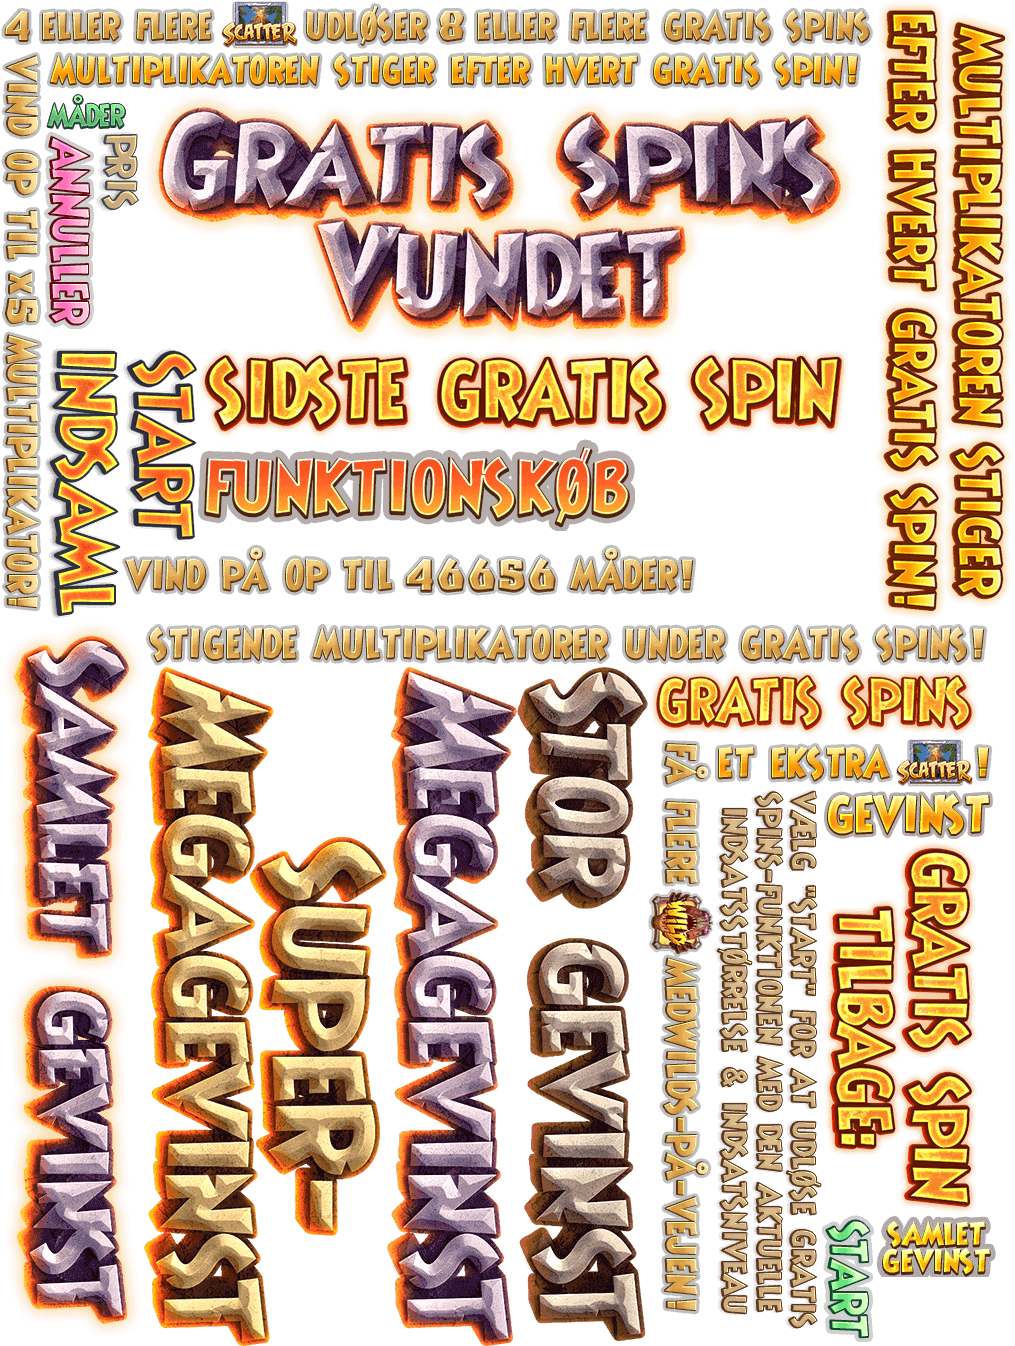 4 ELLER FLERE SCATTER UDLØSER 8 ELLER FLERE GRATIS SPINS
MULTIPLIKATOREN STIGER EFTER HVERT GRATIS SPIN!
VIND OP TIL X5 MULTIPLIKATOR!
MÅDER
PRIS
ANNULLER
GRATIS SPINS
VUNDET
MULTIPLIKATOREN STIGER
EFTER HVERT GRATIS SPIN!
START
INDSAML
SIDSTE GRATIS SPIN
FUNKTIONSKØB
VIND PÅ OP TIL 46656 MÅDER!
STIGENDE MULTIPLIKATORER UNDER GRATIS SPINS!
SAMLET GEVINST
SUPER-
MEGAGEVINST
MEGAGEVINST
STOR GEVINST
GRATIS SPINS
FÅ FLERE WILD MEDWILDS-PÅ-VEJEN!
ET EKSTRA SCATTER!
GEVINST
VÆLG "START" FOR AT UDLØSE GRATIS
SPINS-FUNKTIONEN MED DEN AKTUELLE
INDSATSSTØRRELSE & INDSATSNIVEAU
GRATIS SPIN
TILBAGE:
START
SAMLET
GEVINST